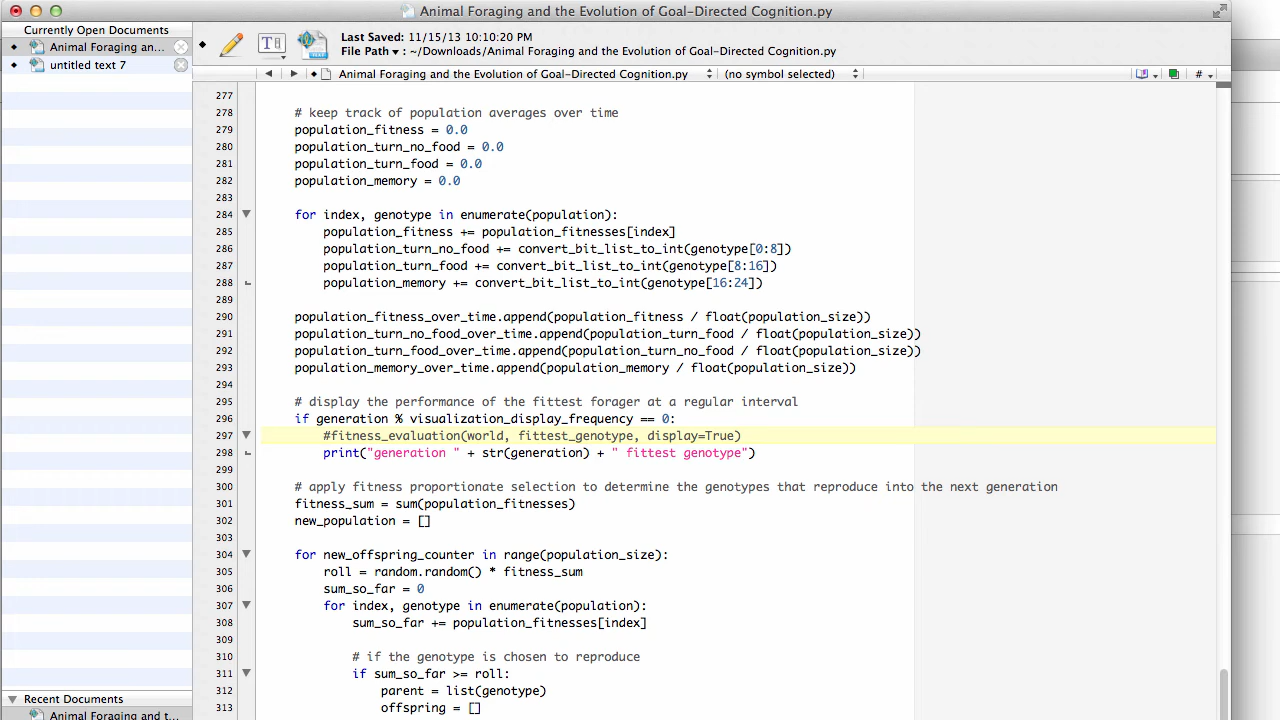 Animal Foraging and the Evolution of Goal-Directed Cognition.py
Currently Open Documents
Animal Foraging an...
untitled text 7
Last Saved: 11/15/13 10:10:20 PM
File Path ▾ : ~/Downloads/Animal Foraging and the Evolution of Goal-Directed Cognition.py
Animal Foraging and the Evolution of Goal-Directed Cognition.py (no symbol selected) #
277
278 # keep track of population averages over time
279 population_fitness = 0.0
280 population_turn_no_food = 0.0
281 population_turn_food = 0.0
282 population_memory = 0.0
283
284 for index, genotype in enumerate(population):
285 population_fitness += population_fitnesses[index]
286 population_turn_no_food += convert_bit_list_to_int(genotype[0:8])
287 population_turn_food += convert_bit_list_to_int(genotype[8:16])
288 population_memory += convert_bit_list_to_int(genotype[16:24])
289
290 population_fitness_over_time.append(population_fitness / float(population_size))
291 population_turn_no_food_over_time.append(population_turn_food / float(population_size))
292 population_turn_food_over_time.append(population_turn_no_food / float(population_size))
293 population_memory_over_time.append(population_memory / float(population_size))
294
295 # display the performance of the fittest forager at a regular interval
296 if generation % visualization_display_frequency == 0:
297 #fitness_evaluation(world, fittest_genotype, display=True)
298 print("generation " + str(generation) + " fittest genotype")
299
300 # apply fitness proportionate selection to determine the genotypes that reproduce into the next generation
301 fitness_sum = sum(population_fitnesses)
302 new_population = []
303
304 for new_offspring_counter in range(population_size):
305 roll = random.random() * fitness_sum
306 sum_so_far = 0
307 for index, genotype in enumerate(population):
308 sum_so_far += population_fitnesses[index]
309
310 # if the genotype is chosen to reproduce
311 if sum_so_far >= roll:
312 parent = list(genotype)
313 offspring = []
Recent Documents
Animal Foraging and t...